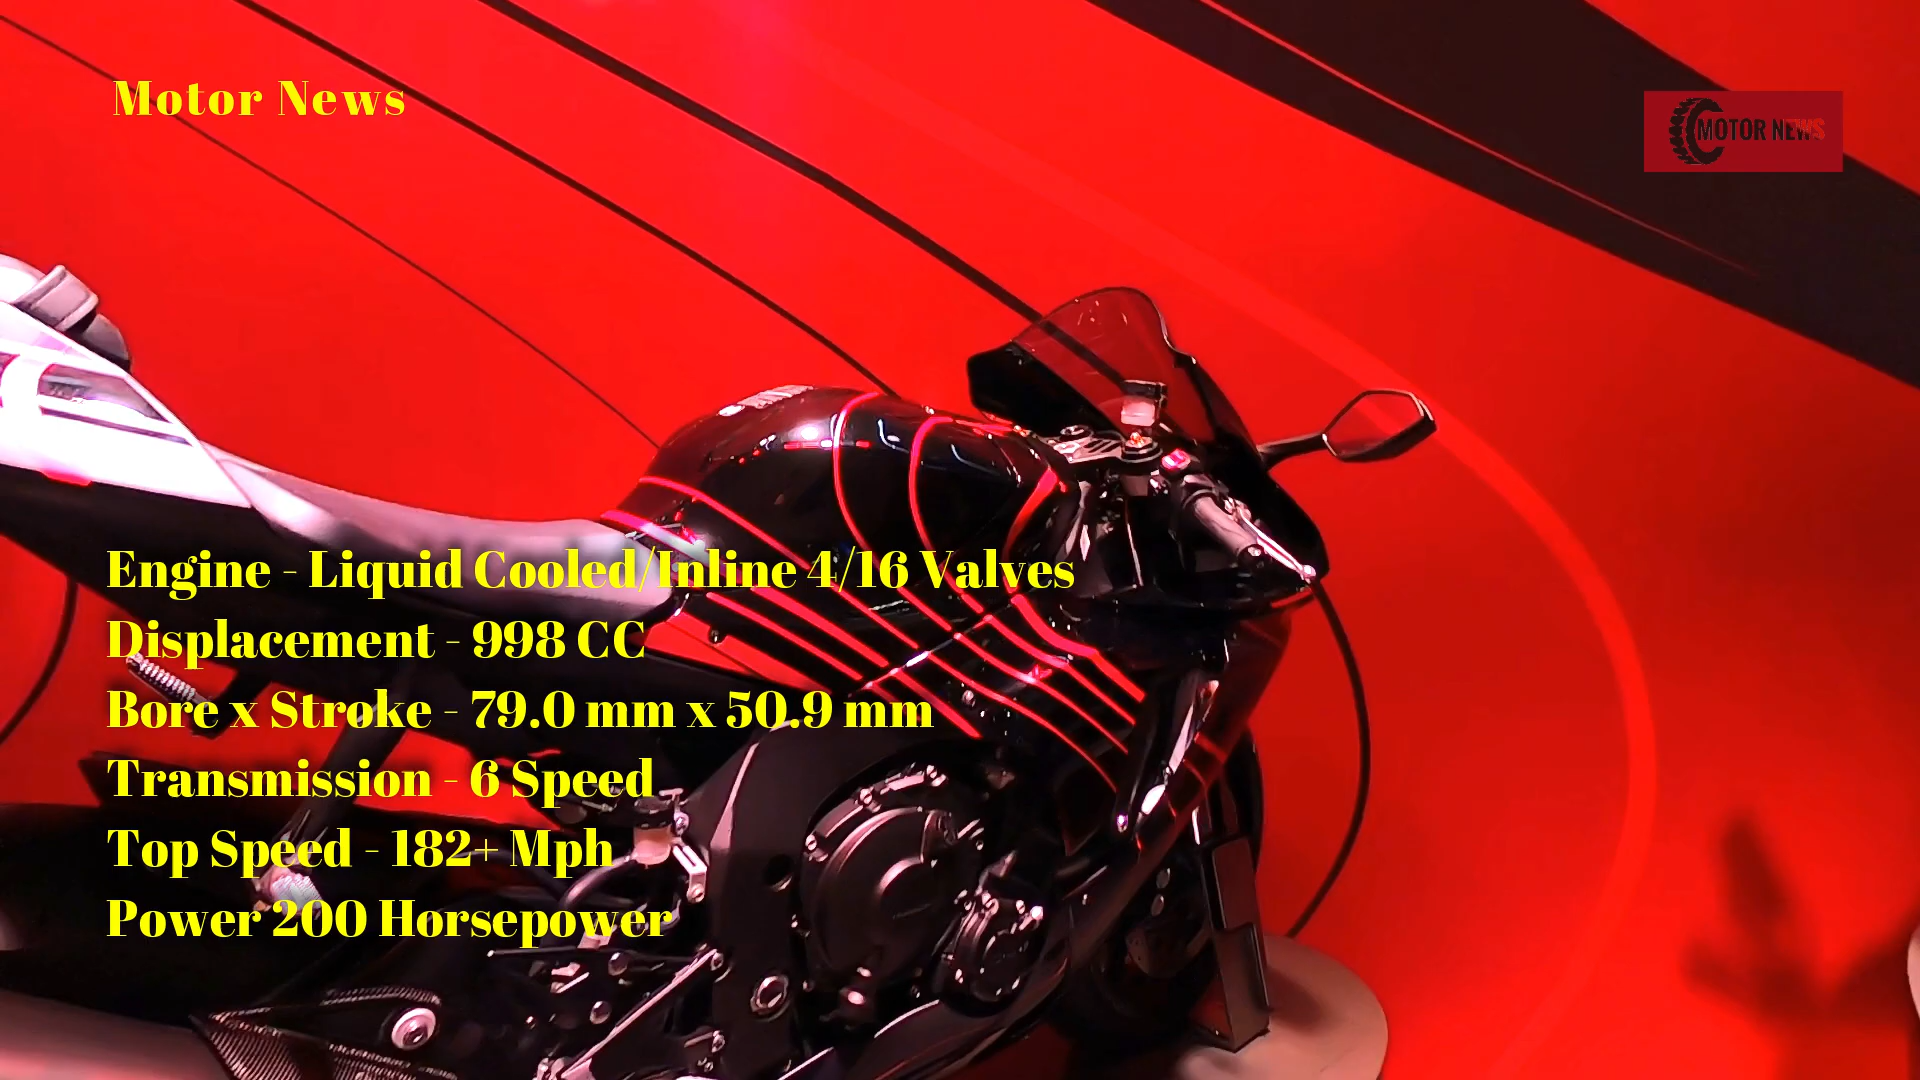 Motor News
MOTOR NEWS
Engine - Liquid Cooled/Inline 4/16 Valves
Displacement - 998 CC
Bore x Stroke - 79.0 mm x 50.9 mm
Transmission - 6 Speed
Top Speed - 182+ Mph
Power 200 Horsepower